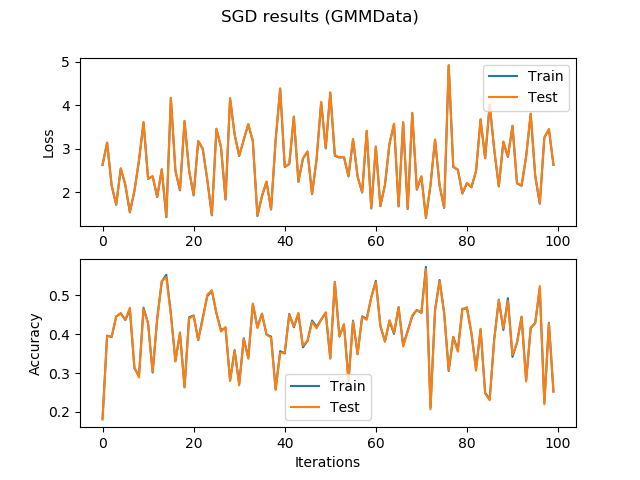 SGD results (GMMData)
5
4
3
2
Loss
Train
Test
0 20 40 60 80 100
0.5
0.4
0.3
0.2
Accuracy
Train
Test
0 20 40 60 80 100
Iterations